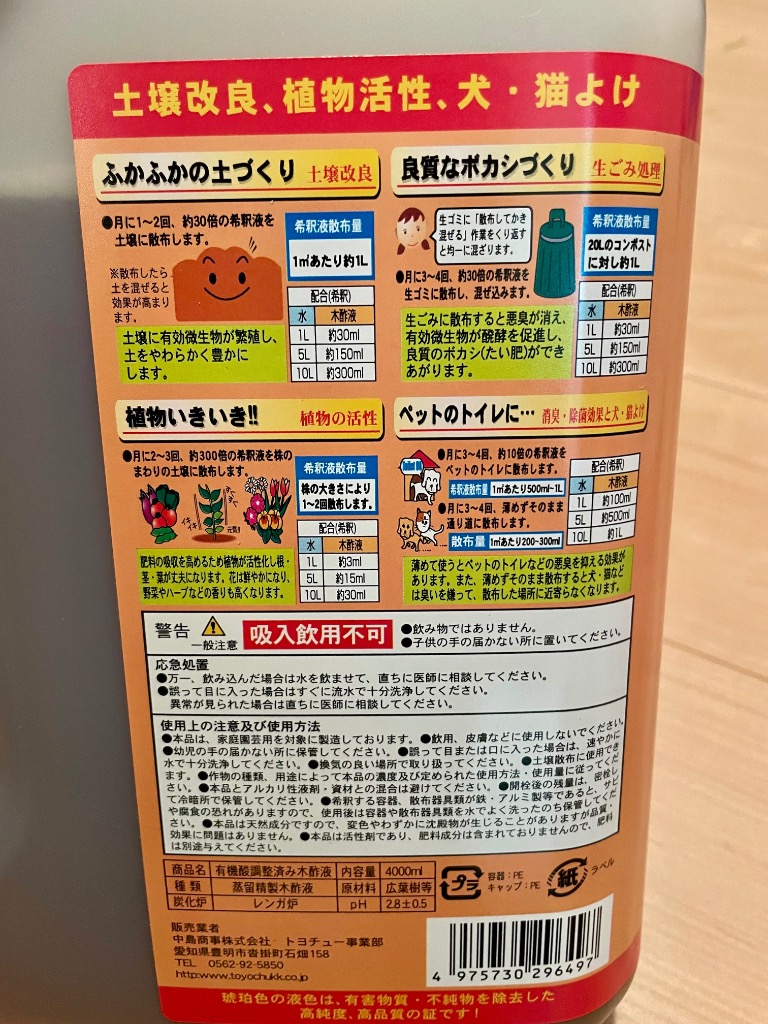 土壌改良、植物活性、犬・猫よけ
ふかふかの土づくり 土壌改良
●月に1~2回、約30倍の希釈液を
土壌に散布します。
※散布したら
土を混ぜると
効果が高まり
ます。
希釈液散布量
1㎡あたり約1L
配合(希釈)
水 木酢液
1L 約30ml
5L 約150ml
10L 約300ml
土壌に有効微生物が繁殖し、
土をやわらかく豊かに
します。
良質なボカシづくり 生ごみ処理
生ゴミに「散布してかき
混ぜる」作業をくり返す
と均一に混ざります。
●月に3~4回、約30倍の希釈液を
生ゴミに散布し、混ぜ込みます。
希釈液散布量
20Lのコンポスト
に対し約1L
配合(希釈)
水 木酢液
1L 約30ml
5L 約150ml
10L 約300ml
生ごみに散布すると悪臭が消え、
有効微生物が醗酵を促進し、
良質のボカシ(たい肥)ができ
あがります。
植物いきいき!! 植物の活性
●月に2~3回、約300倍の希釈液を株の
まわりの土壌に散布します。
イキイキ
元気!!
希釈液散布量
株の大きさにより
1~2回散布します。
配合(希釈)
水 木酢液
1L 約3ml
5L 約15ml
10L 約30ml
肥料の吸収を高めるため植物が活性化し根・
茎・葉が丈夫になります。花は鮮やかになり、
野菜やハーブなどの香りも高くなります。
ペットのトイレに… 消臭・除菌効果と犬・猫よけ
●月に3~4回、約10倍の希釈液を
ペットのトイレに散布します。
希釈液散布量 1㎡あたり500ml~1L
●月に3~4回、薄めずそのまま
通り道に散布します。
散布量 1㎡あたり200~300ml
配合(希釈)
水 木酢液
1L 約100ml
5L 約500ml
10L 約1L
薄めて使うとペットのトイレなどの悪臭を抑える効果が
あります。また、薄めずそのまま散布すると犬・猫など
は臭いを嫌って、散布した場所に近寄らなくなります。
警告 一般注意 吸入飲用不可
●飲み物ではありません。
●子供の手の届かない所に置いてください。
応急処置
●万一、飲み込んだ場合は水を飲ませて、直ちに医師に相談してください。
●誤って目に入った場合はすぐに流水で十分洗浄してください。
異常が見られた場合は直ちに医師に相談してください。
使用上の注意及び使用方法
●本品は、家庭園芸用を対象に製造しております。●飲用、皮膚などに使用しないでください。
●幼児の手の届かない所に保管してください。●誤って目または口に入った場合は、速やかに
水で十分洗浄してください。●換気の良い場所で取り扱ってください。●土壌散布に使用でき
ます。●作物の種類、用途によって本品の濃度及び定められた使用方法・使用量に従ってくだ
さい。●本品とアルカリ性液剤・資材との混合は避けてください。●開栓後の残量は、密栓し
て冷暗所で保管してください。●希釈する容器、散布器具類が鉄・アルミ製等であると、サビ
や腐食の恐れがありますので、使用後は容器や散布器具類を水でよく洗ったのち保管してくだ
さい。●本品は天然成分ですので、変色やわずかに沈殿物が生じることがありますが品質・
効果に問題はありません。●本品は活性剤であり、肥料成分は含まれておりませんので、肥料
は別途与えてください。
商品名 有機酸調整済み木酢液 内容量 4000ml
種類 蒸留精製木酢液 原材料 広葉樹等
炭化炉 レンガ炉 pH 2.8±0.5
プラ 容器:PE
キャップ:PE
紙 ラベル
販売業者
中島商事株式会社 トヨチュー事業部
愛知県豊明市沓掛町石畑158
TEL 0562-92-5850
http:www.toyochukk.co.jp
4 975730 296497
琥珀色の液色は、有害物質・不純物を除去した
高純度、高品質の証です!